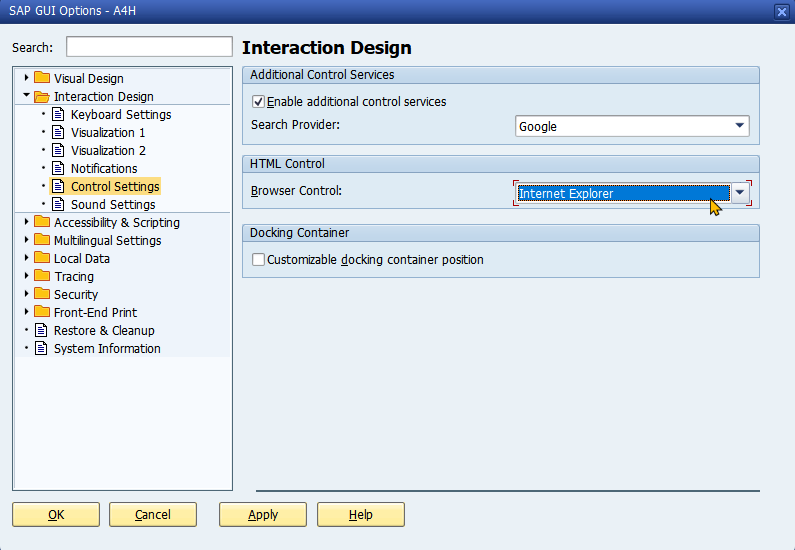 SAP GUI Options - A4H
Search:
Visual Design
Interaction Design
Keyboard Settings
Visualization 1
Visualization 2
Notifications
Control Settings
Sound Settings
Accessibility & Scripting
Multilingual Settings
Local Data
Tracing
Security
Front-End Print
Restore & Cleanup
System Information
Interaction Design
Additional Control Services
Enable additional control services
Search Provider: Google
HTML Control
Browser Control: Internet Explorer
Docking Container
Customizable docking container position
OK Cancel Apply Help